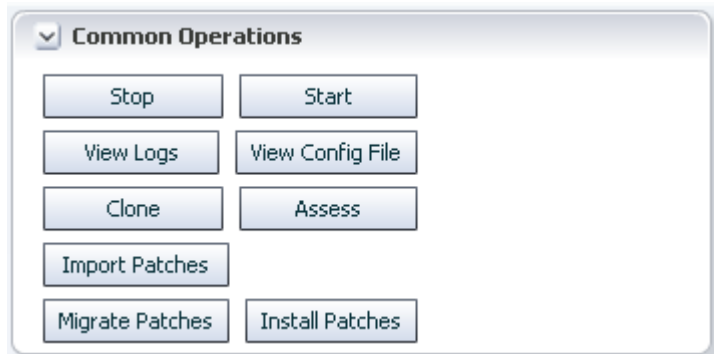 Common Operations
Stop Start
View Logs View Config File
Clone Assess
Import Patches
Migrate Patches Install Patches